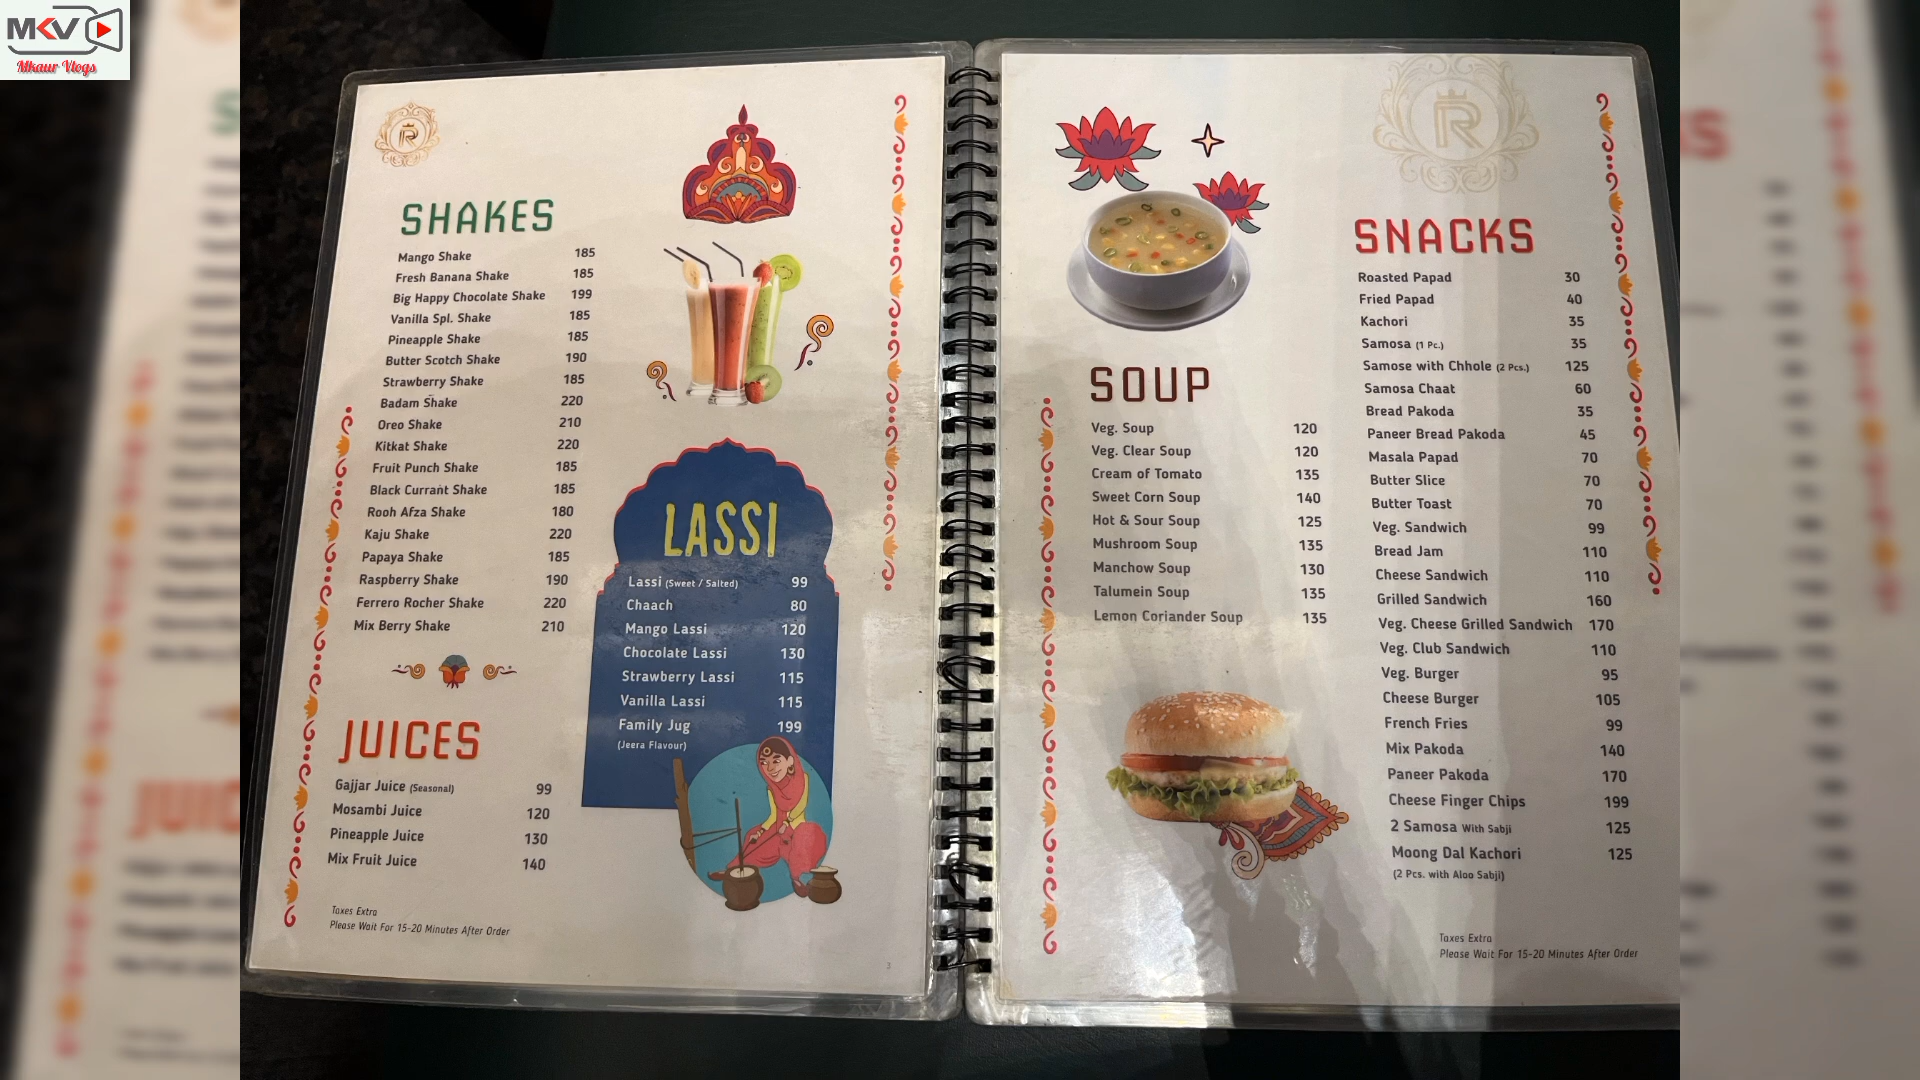 MKV
Mkaur Vlogs
R
SHAKES
Mango Shake 185
Fresh Banana Shake 185
Big Happy Chocolate Shake 199
Vanilla Spl. Shake 185
Pineapple Shake 185
Butter Scotch Shake 190
Strawberry Shake 185
Badam Shake 220
Oreo Shake 210
Kitkat Shake 220
Fruit Punch Shake 185
Black Currant Shake 185
Rooh Afza Shake 180
Kaju Shake 220
Papaya Shake 185
Raspberry Shake 190
Ferrero Rocher Shake 220
Mix Berry Shake 210
JUICES
Gajjar Juice (Seasonal) 99
Mosambi Juice 120
Pineapple Juice 130
Mix Fruit Juice 140
Taxes Extra
Please Wait For 15-20 Minutes After Order
LASSI
Lassi (Sweet / Salted) 99
Chaach 80
Mango Lassi 120
Chocolate Lassi 130
Strawberry Lassi 115
Vanilla Lassi 115
Family Jug 199
(Jeera Flavour)
3
R
SOUP
Veg. Soup 120
Veg. Clear Soup 120
Cream of Tomato 135
Sweet Corn Soup 140
Hot & Sour Soup 125
Mushroom Soup 135
Manchow Soup 130
Talumein Soup 135
Lemon Coriander Soup 135
SNACKS
Roasted Papad 30
Fried Papad 40
Kachori 35
Samosa (1 Pc.) 35
Samose with Chhole (2 Pcs.) 125
Samosa Chaat 60
Bread Pakoda 35
Paneer Bread Pakoda 45
Masala Papad 70
Butter Slice 70
Butter Toast 70
Veg. Sandwich 99
Bread Jam 110
Cheese Sandwich 110
Grilled Sandwich 160
Veg. Cheese Grilled Sandwich 170
Veg. Club Sandwich 110
Veg. Burger 95
Cheese Burger 105
French Fries 99
Mix Pakoda 140
Paneer Pakoda 170
Cheese Finger Chips 199
2 Samosa With Sabji 125
Moong Dal Kachori 125
(2 Pcs. with Aloo Sabji)
Taxes Extra
Please Wait For 15-20 Minutes After Order